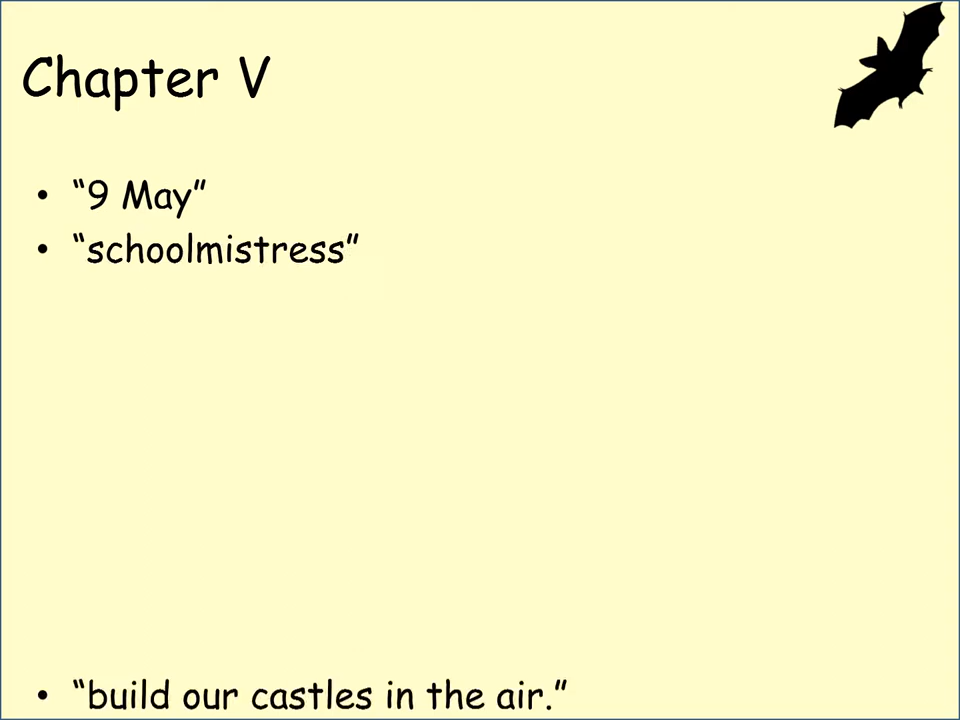 Chapter V
• “9 May”
• “schoolmistress”
• “build our castles in the air.”